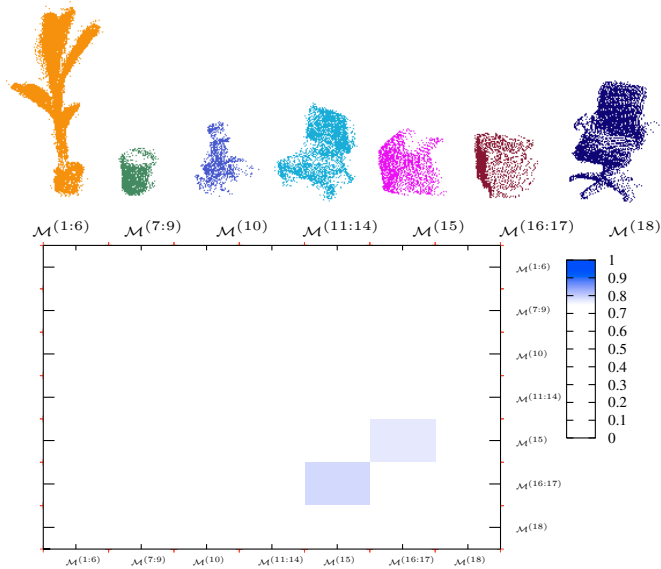 ℳ(1:6) ℳ(7:9) ℳ(10) ℳ(11:14) ℳ(15) ℳ(16:17) ℳ(18)
ℳ(1:6)
ℳ(7:9)
ℳ(10)
ℳ(11:14)
ℳ(15)
ℳ(16:17)
ℳ(18)
1
0.9
0.8
0.7
0.6
0.5
0.4
0.3
0.2
0.1
0
ℳ(1:6) ℳ(7:9) ℳ(10) ℳ(11:14) ℳ(15) ℳ(16:17) ℳ(18)